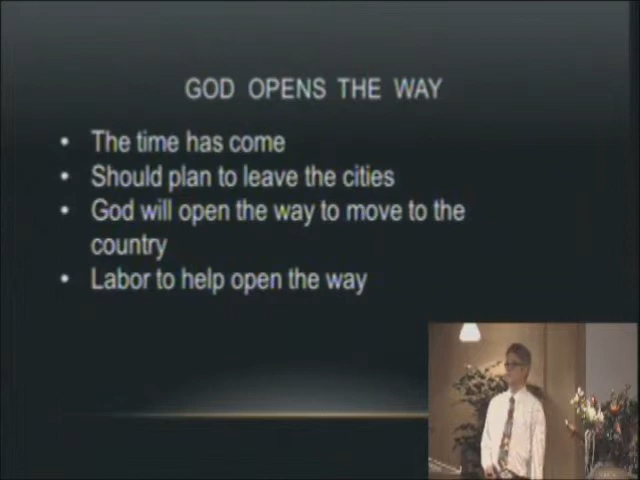 GOD OPENS THE WAY
• The time has come
• Should plan to leave the cities
• God will open the way to move to the
country
• Labor to help open the way